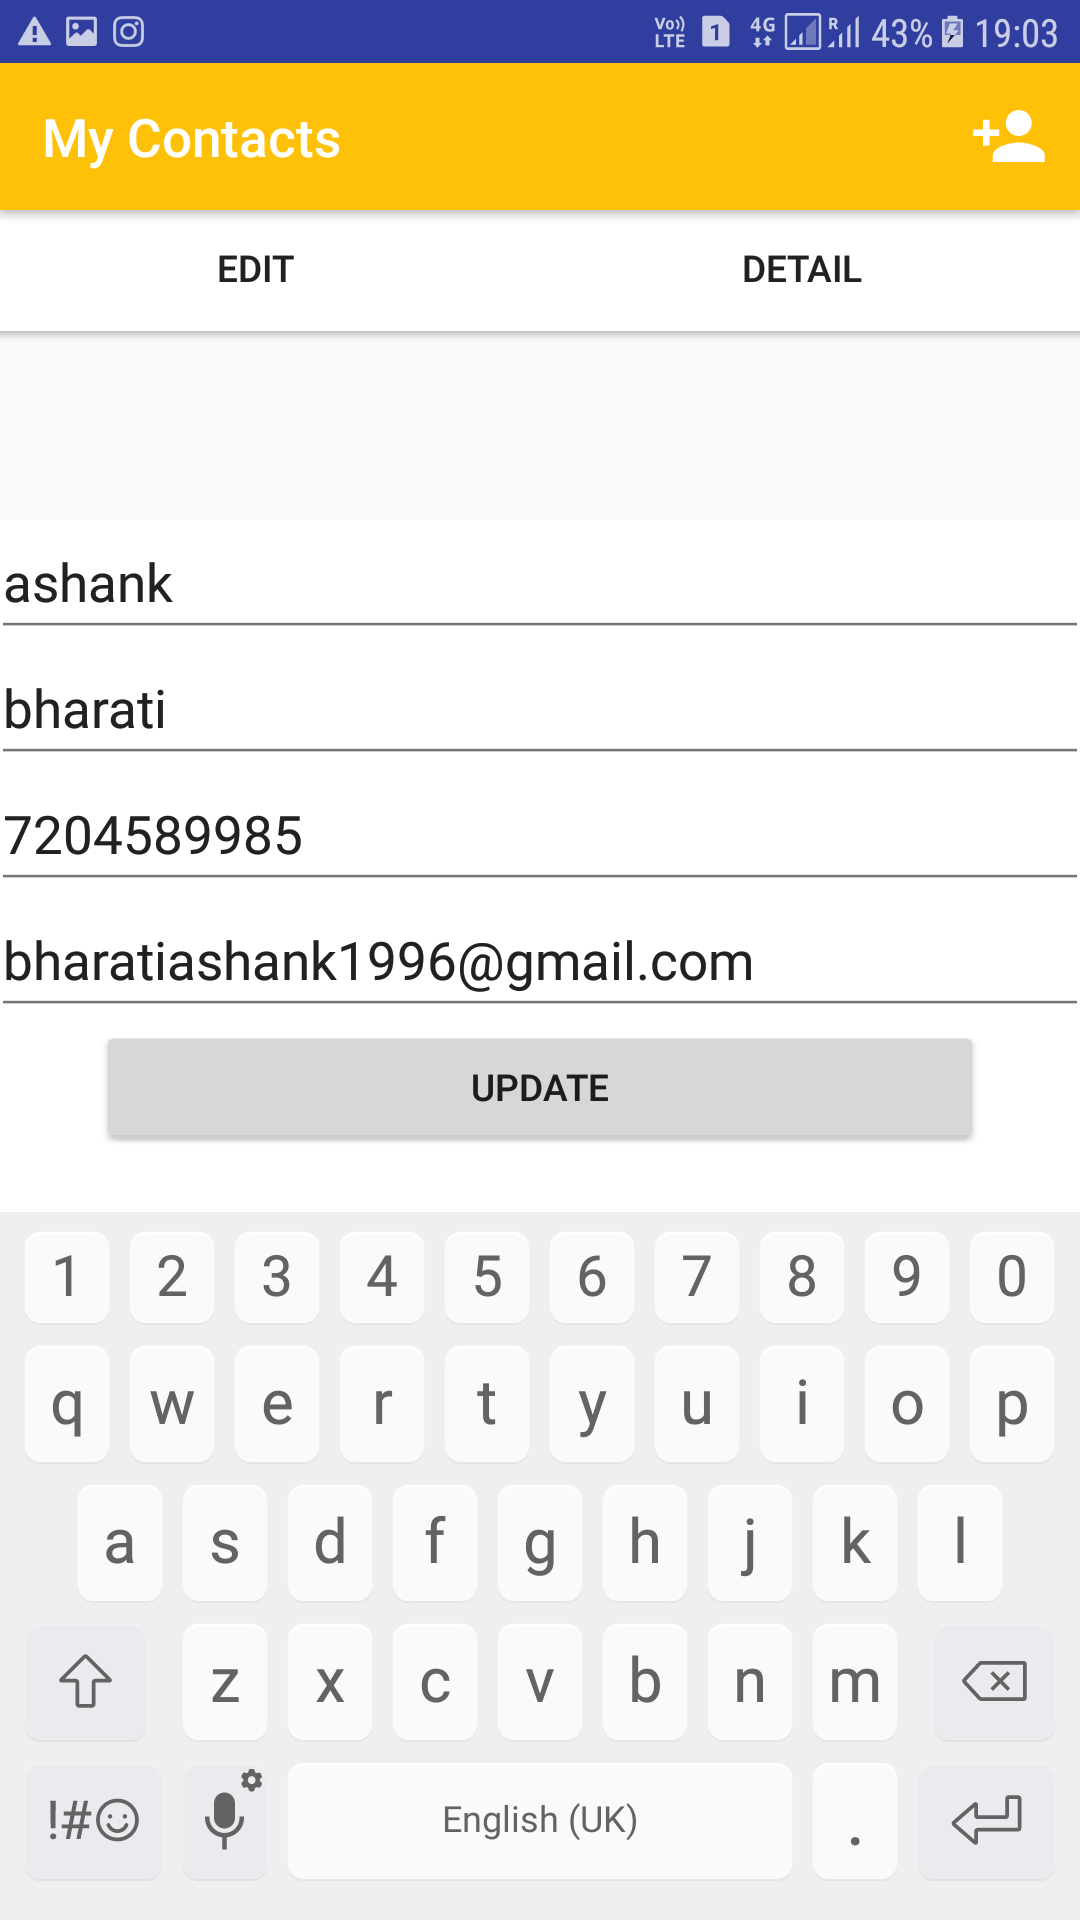 Vo)) LTE 1 4G R 43% 19:03
My Contacts
EDIT DETAIL
ashank
bharati
7204589985
bharatiashank1996@gmail.com
UPDATE
1 2 3 4 5 6 7 8 9 0
q w e r t y u i o p
a s d f g h j k l
z x c v b n m
!#☺ English (UK) .